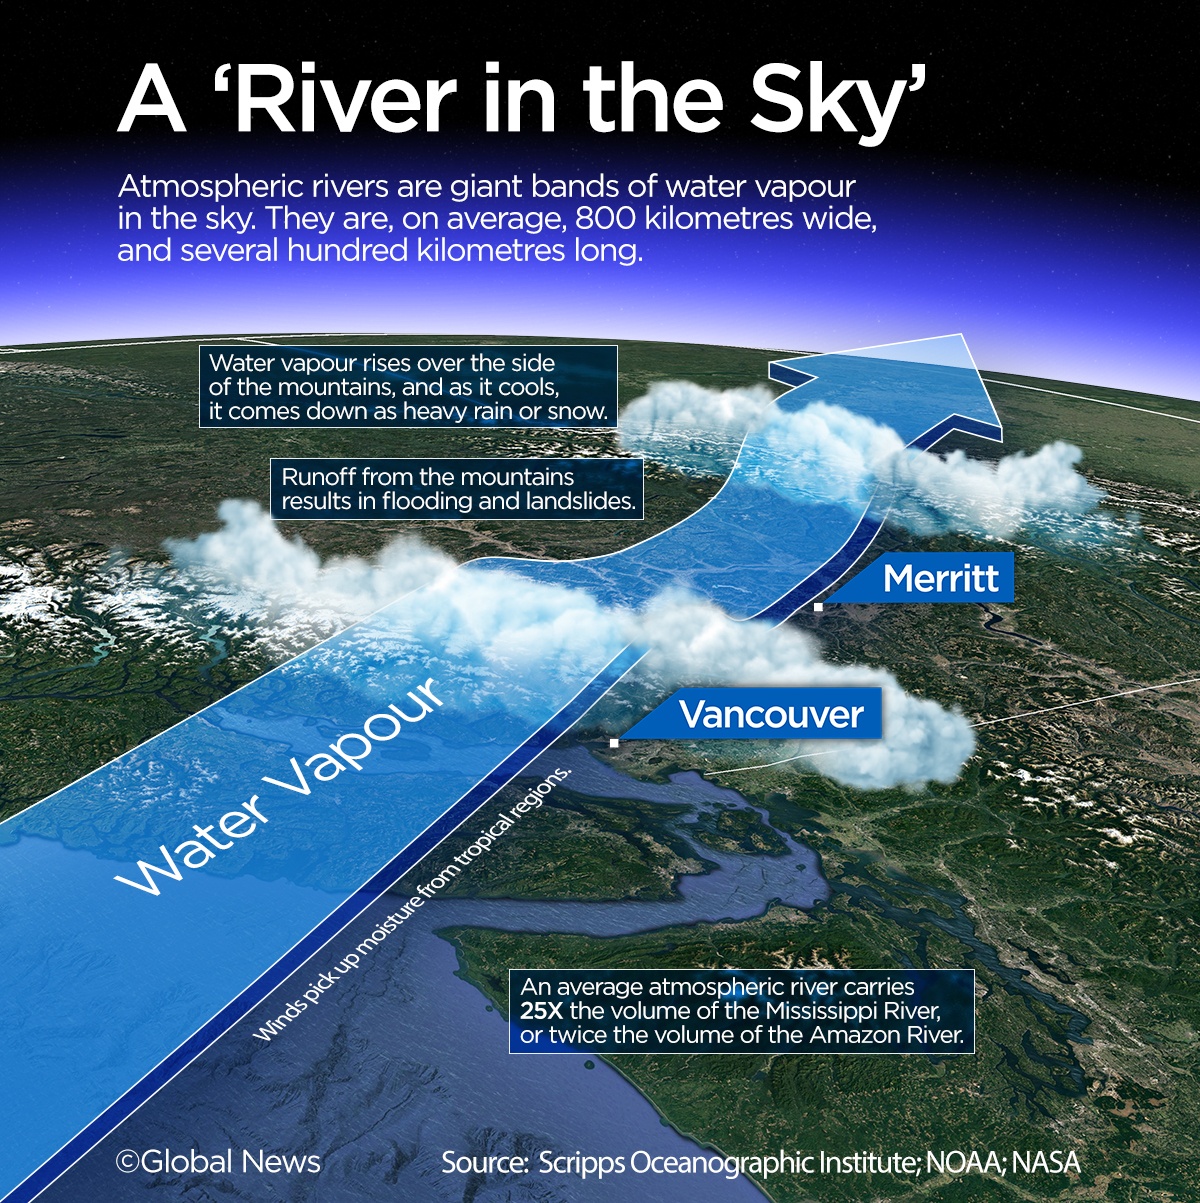 A ‘River in the Sky’
Atmospheric rivers are giant bands of water vapour
in the sky. They are, on average, 800 kilometres wide,
and several hundred kilometres long.
Water vapour rises over the side
of the mountains, and as it cools,
it comes down as heavy rain or snow.
Runoff from the mountains
results in flooding and landslides.
Merritt
Vancouver
Water Vapour
Winds pick up moisture from tropical regions.
An average atmospheric river carries
25X the volume of the Mississippi River,
or twice the volume of the Amazon River.
©Global News
Source: Scripps Oceanographic Institute; NOAA; NASA